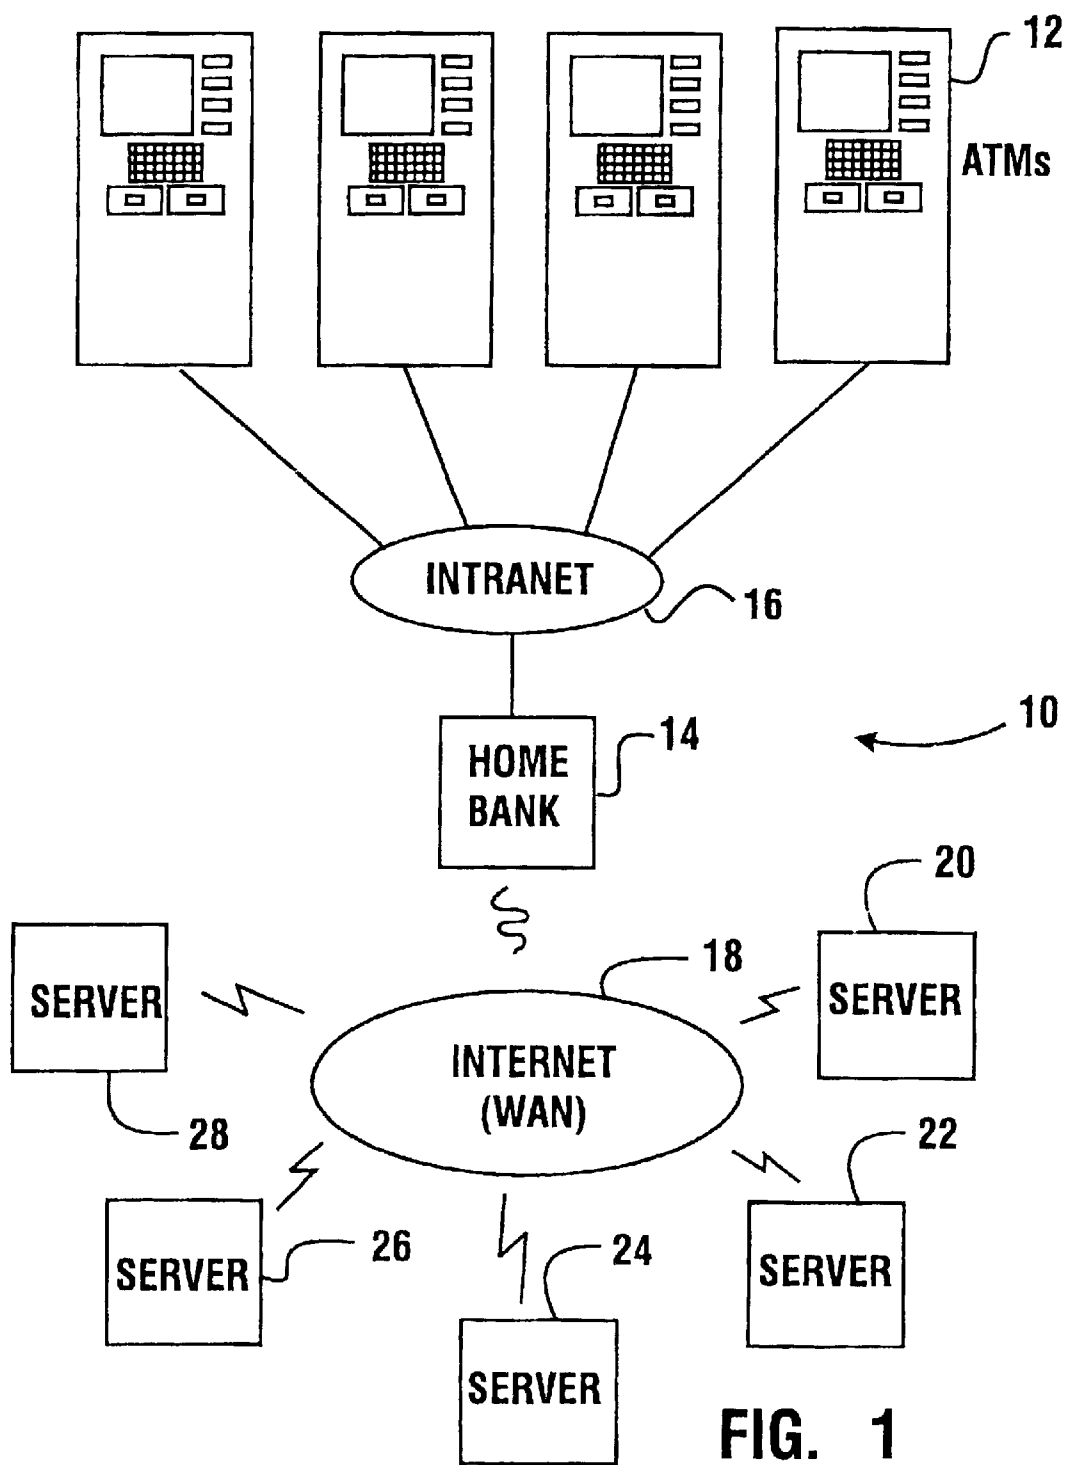 12
ATMs
INTRANET
16
10
14
HOME
BANK
20
18
SERVER
SERVER
INTERNET
(WAN)
28
22
26
24
SERVER
SERVER
SERVER
FIG. 1